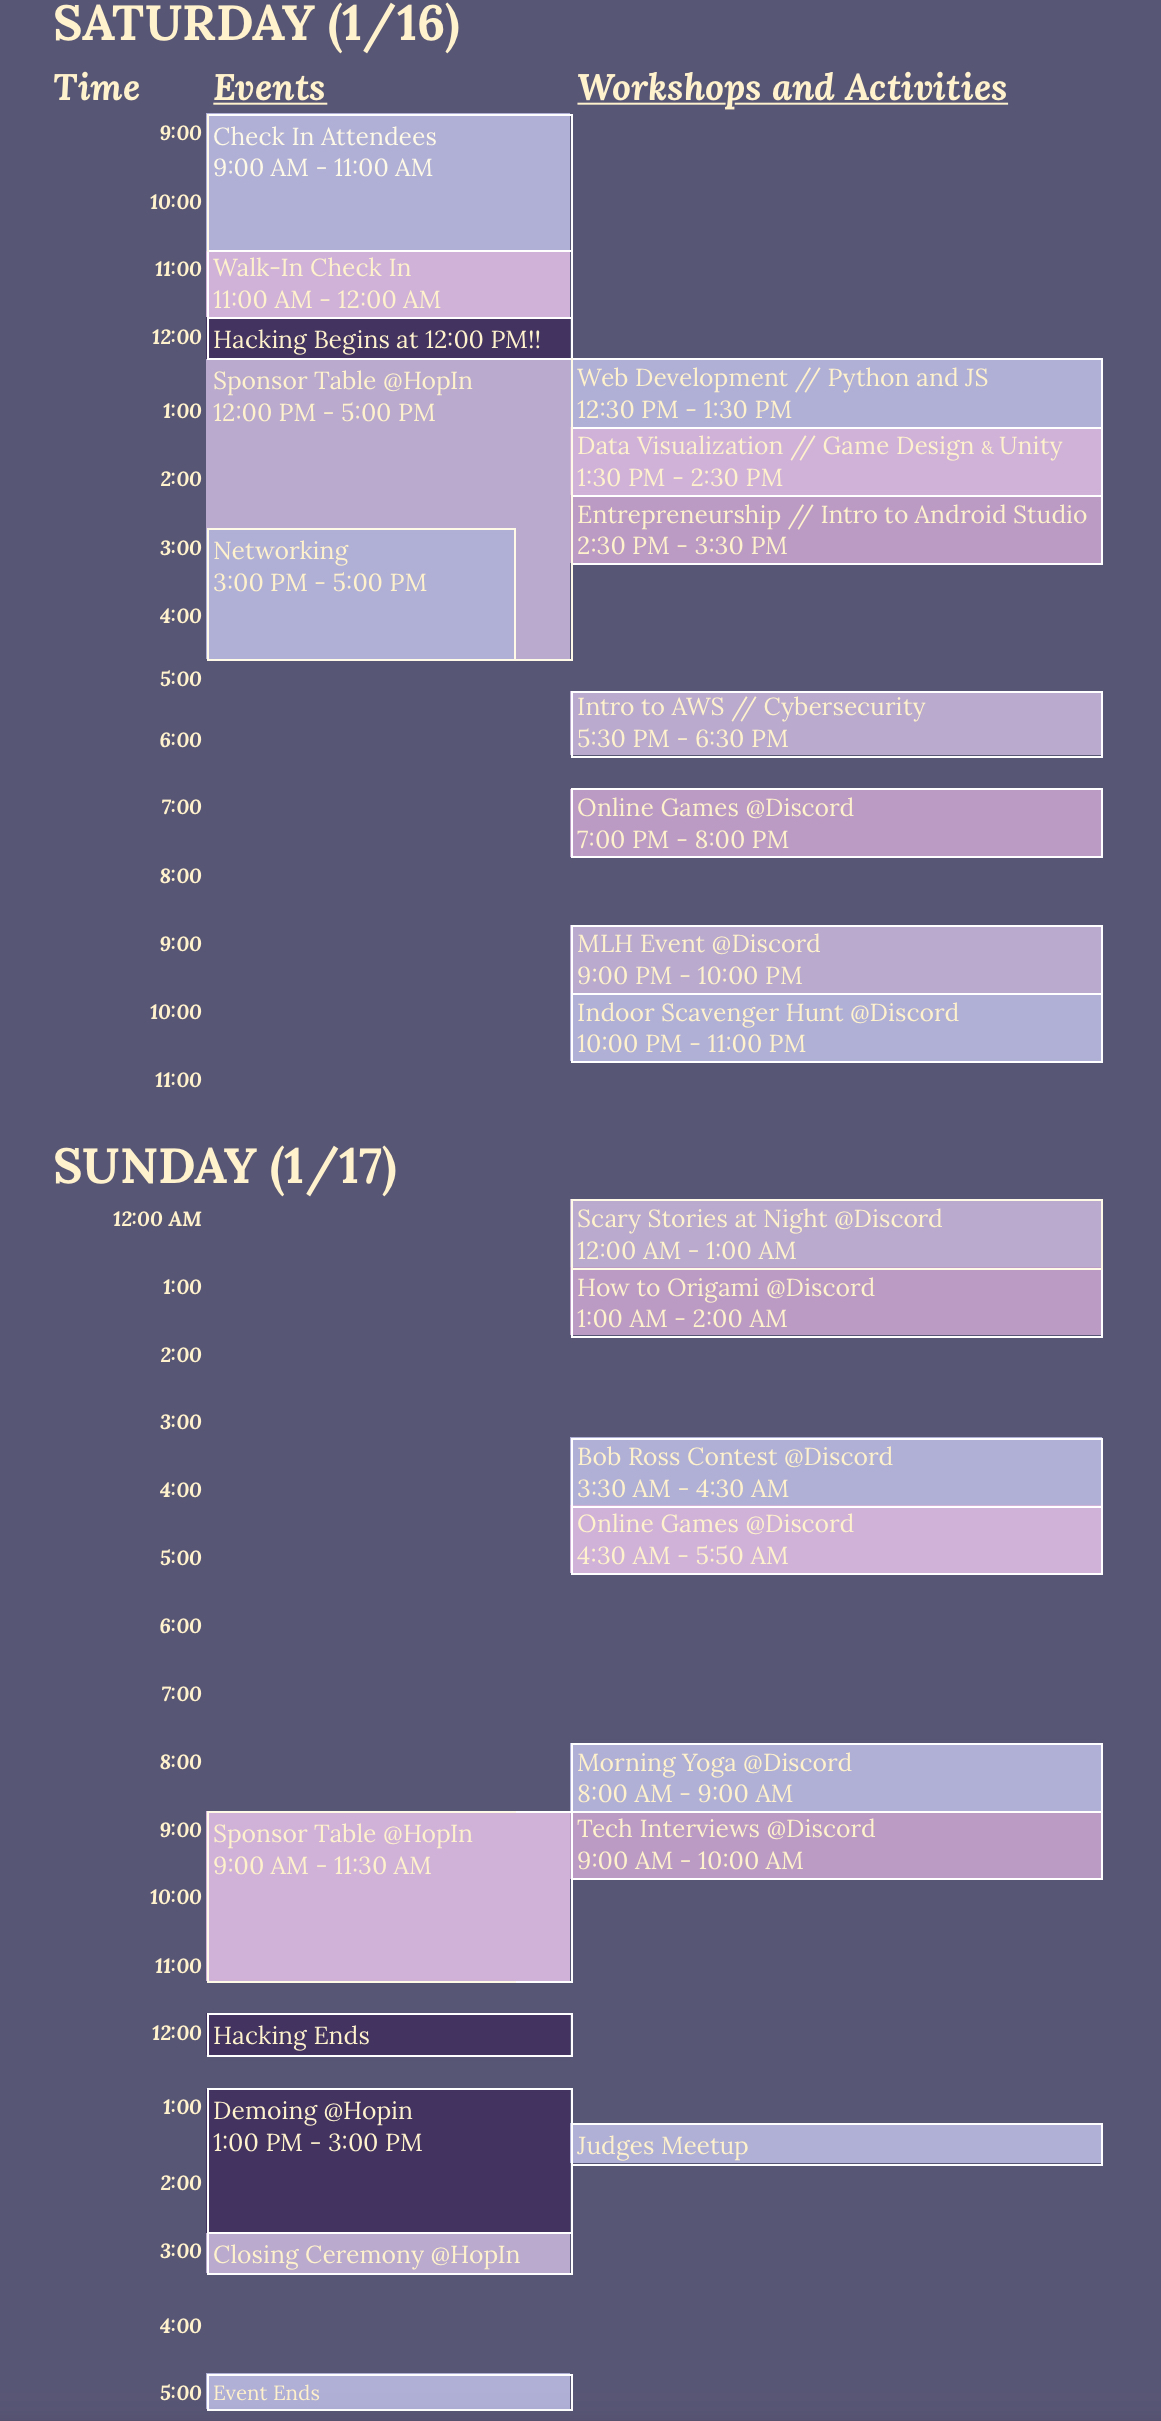 SATURDAY (1/16)
Time Events Workshops and Activities
9:00 Check In Attendees
9:00 AM - 11:00 AM
10:00
11:00 Walk-In Check In
11:00 AM - 12:00 AM
12:00 Hacking Begins at 12:00 PM!!
Sponsor Table @HopIn Web Development // Python and JS
1:00 12:00 PM - 5:00 PM 12:30 PM - 1:30 PM
Data Visualization // Game Design & Unity
2:00 1:30 PM - 2:30 PM
Entrepreneurship // Intro to Android Studio
3:00 Networking 2:30 PM - 3:30 PM
3:00 PM - 5:00 PM
4:00
5:00
Intro to AWS // Cybersecurity
6:00 5:30 PM - 6:30 PM
7:00 Online Games @Discord
7:00 PM - 8:00 PM
8:00
9:00 MLH Event @Discord
9:00 PM - 10:00 PM
10:00 Indoor Scavenger Hunt @Discord
10:00 PM - 11:00 PM
11:00
SUNDAY (1/17)
12:00 AM Scary Stories at Night @Discord
12:00 AM - 1:00 AM
1:00 How to Origami @Discord
1:00 AM - 2:00 AM
2:00
3:00
Bob Ross Contest @Discord
4:00 3:30 AM - 4:30 AM
Online Games @Discord
5:00 4:30 AM - 5:50 AM
6:00
7:00
8:00 Morning Yoga @Discord
8:00 AM - 9:00 AM
9:00 Sponsor Table @HopIn Tech Interviews @Discord
9:00 AM - 11:30 AM 9:00 AM - 10:00 AM
10:00
11:00
12:00 Hacking Ends
1:00 Demoing @Hopin
1:00 PM - 3:00 PM Judges Meetup
2:00
3:00 Closing Ceremony @HopIn
4:00
5:00 Event Ends